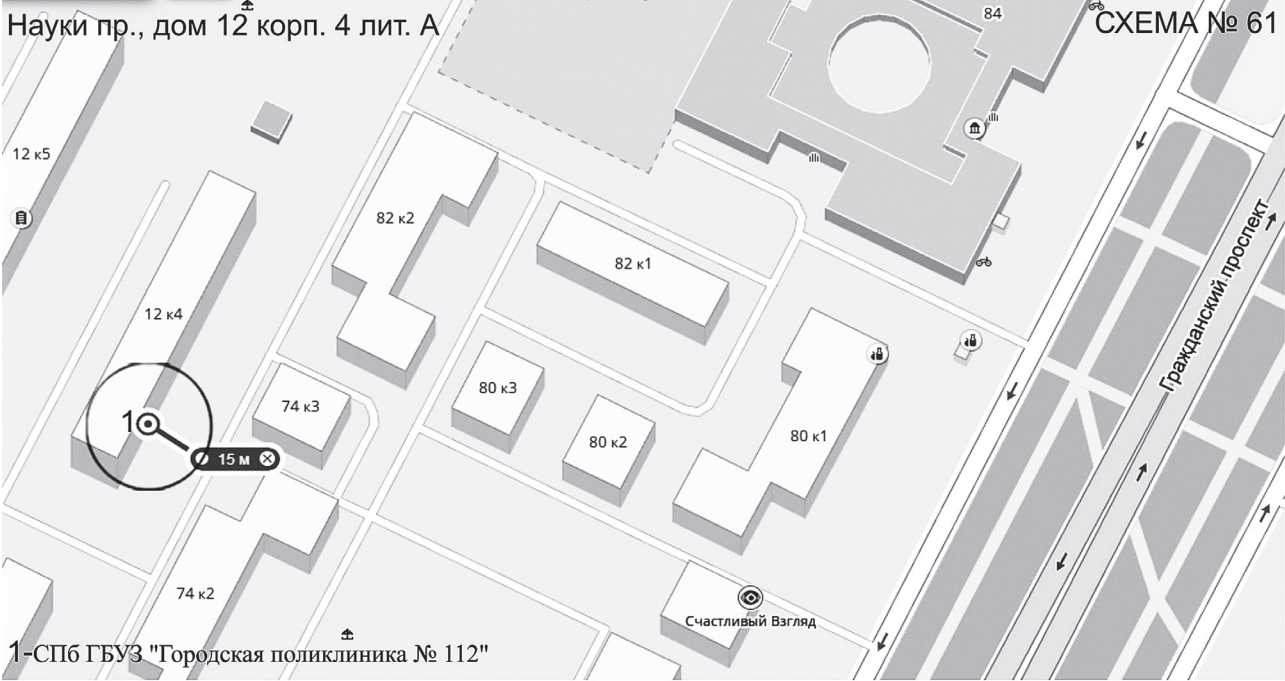 Науки пр., дом 12 корп. 4 лит. А
СХЕМА № 61
84
12 к5
82 к2
82 к1
Гражданский проспект
12 к4
80 к3
74 к3
1
80 к2
80 к1
15 м
74 к2
Счастливый Взгляд
1-СПб ГБУЗ "Городская поликлиника № 112"